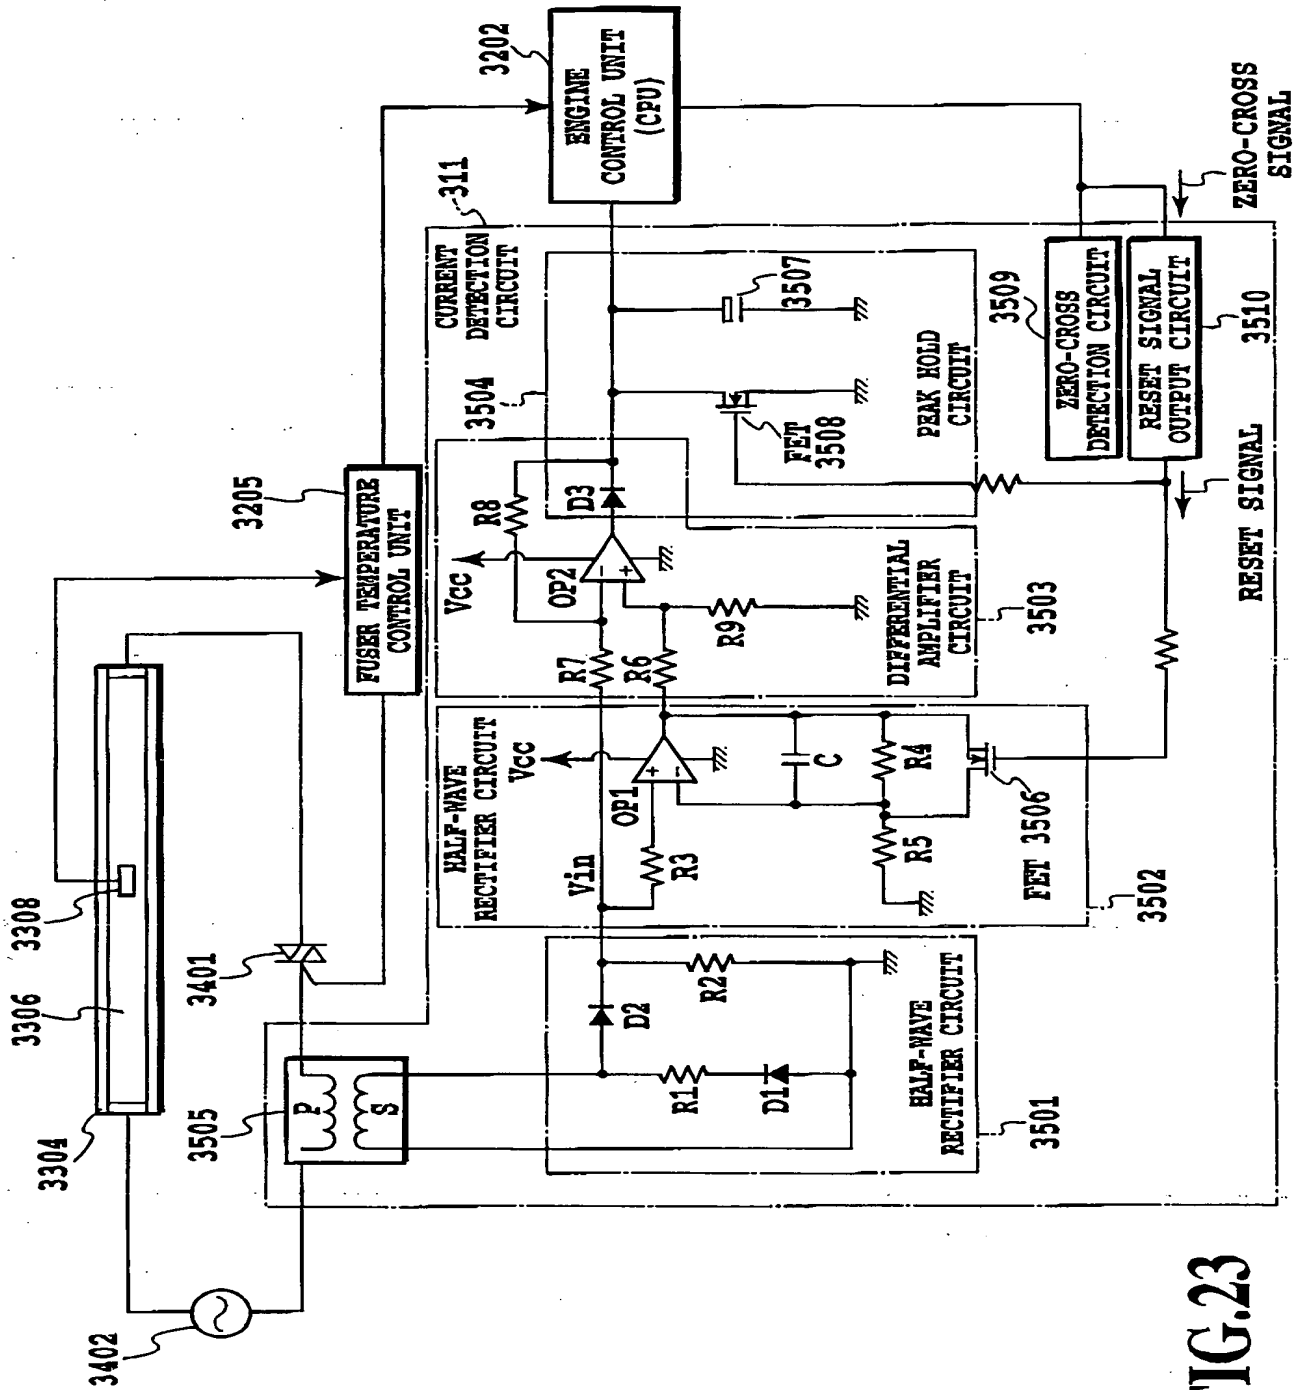 3402
3304
3306
3308
3401
3505
P
S
3205
FUSER TEMPERATURE
CONTROL UNIT
3202
ENGINE
CONTROL UNIT
(CPU)
311
CURRENT
DETECTION
CIRCUIT
HALF-WAVE
RECTIFIER CIRCUIT
3501
D2
R1
D1
R2
HALF-WAVE
RECTIFIER CIRCUIT
Vin
R3
OP1
+
-
Vcc
C
R4
R5
FET 3506
3502
R7
R6
R9
OP2
-
+
Vcc
R8
D3
DIFFERENTIAL
AMPLIFIER
CIRCUIT
3503
3504
FET
3508
3507
PEAK HOLD
CIRCUIT
3509
ZERO-CROSS
DETECTION CIRCUIT
RESET SIGNAL
OUTPUT CIRCUIT
3510
RESET SIGNAL
ZERO-CROSS
SIGNAL
FIG.23